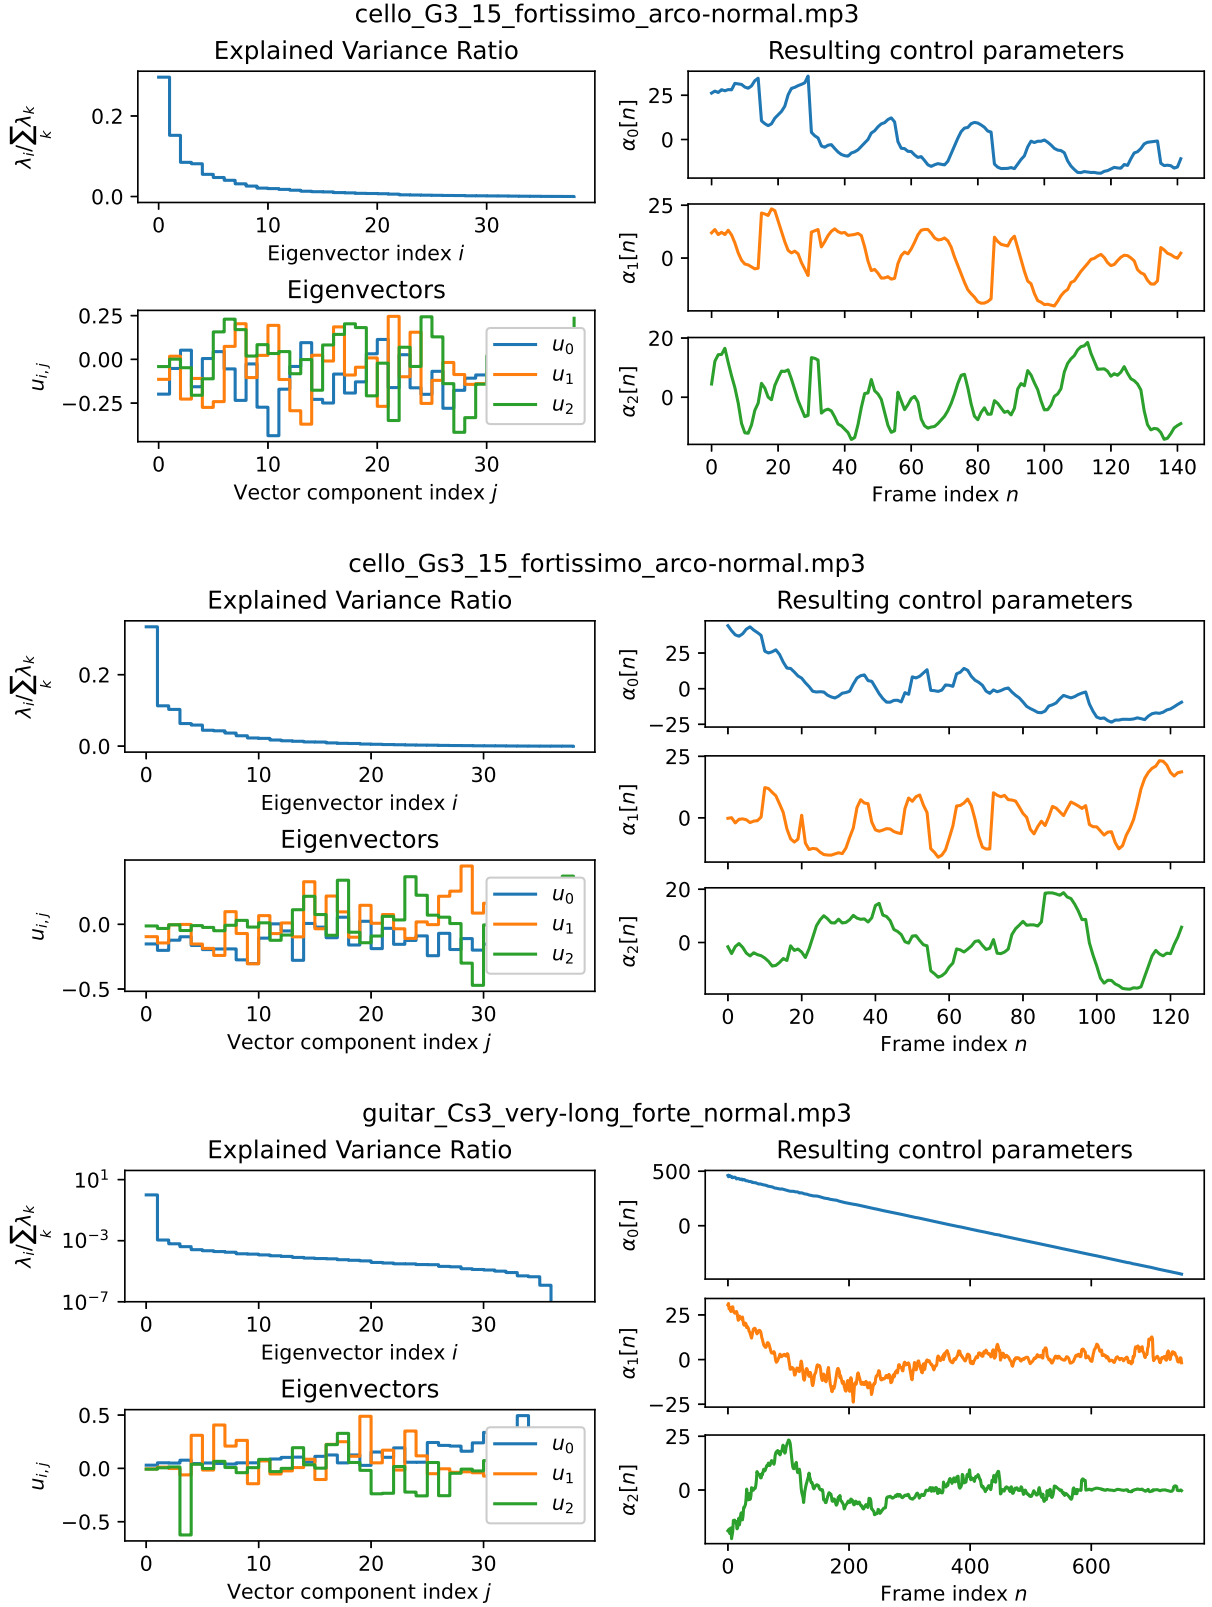 cello_G3_15_fortissimo_arco-normal.mp3
Explained Variance Ratio
λi/∑k λk
0.2
0.0
0 10 20 30
Eigenvector index i
Eigenvectors
ui,j
0.25
0.00
−0.25
u0
u1
u2
0 10 20 30
Vector component index j
Resulting control parameters
α0[n]
25
0
α1[n]
25
0
α2[n]
20
0
0 20 40 60 80 100 120 140
Frame index n
cello_Gs3_15_fortissimo_arco-normal.mp3
Explained Variance Ratio
λi/∑k λk
0.2
0.0
0 10 20 30
Eigenvector index i
Eigenvectors
ui,j
0.0
−0.5
u0
u1
u2
0 10 20 30
Vector component index j
Resulting control parameters
α0[n]
25
0
−25
α1[n]
25
0
α2[n]
20
0
0 20 40 60 80 100 120
Frame index n
guitar_Cs3_very-long_forte_normal.mp3
Explained Variance Ratio
λi/∑k λk
10^1
10^−3
10^−7
0 10 20 30
Eigenvector index i
Eigenvectors
ui,j
0.5
0.0
−0.5
u0
u1
u2
0 10 20 30
Vector component index j
Resulting control parameters
α0[n]
500
0
α1[n]
25
0
−25
α2[n]
25
0
0 200 400 600
Frame index n